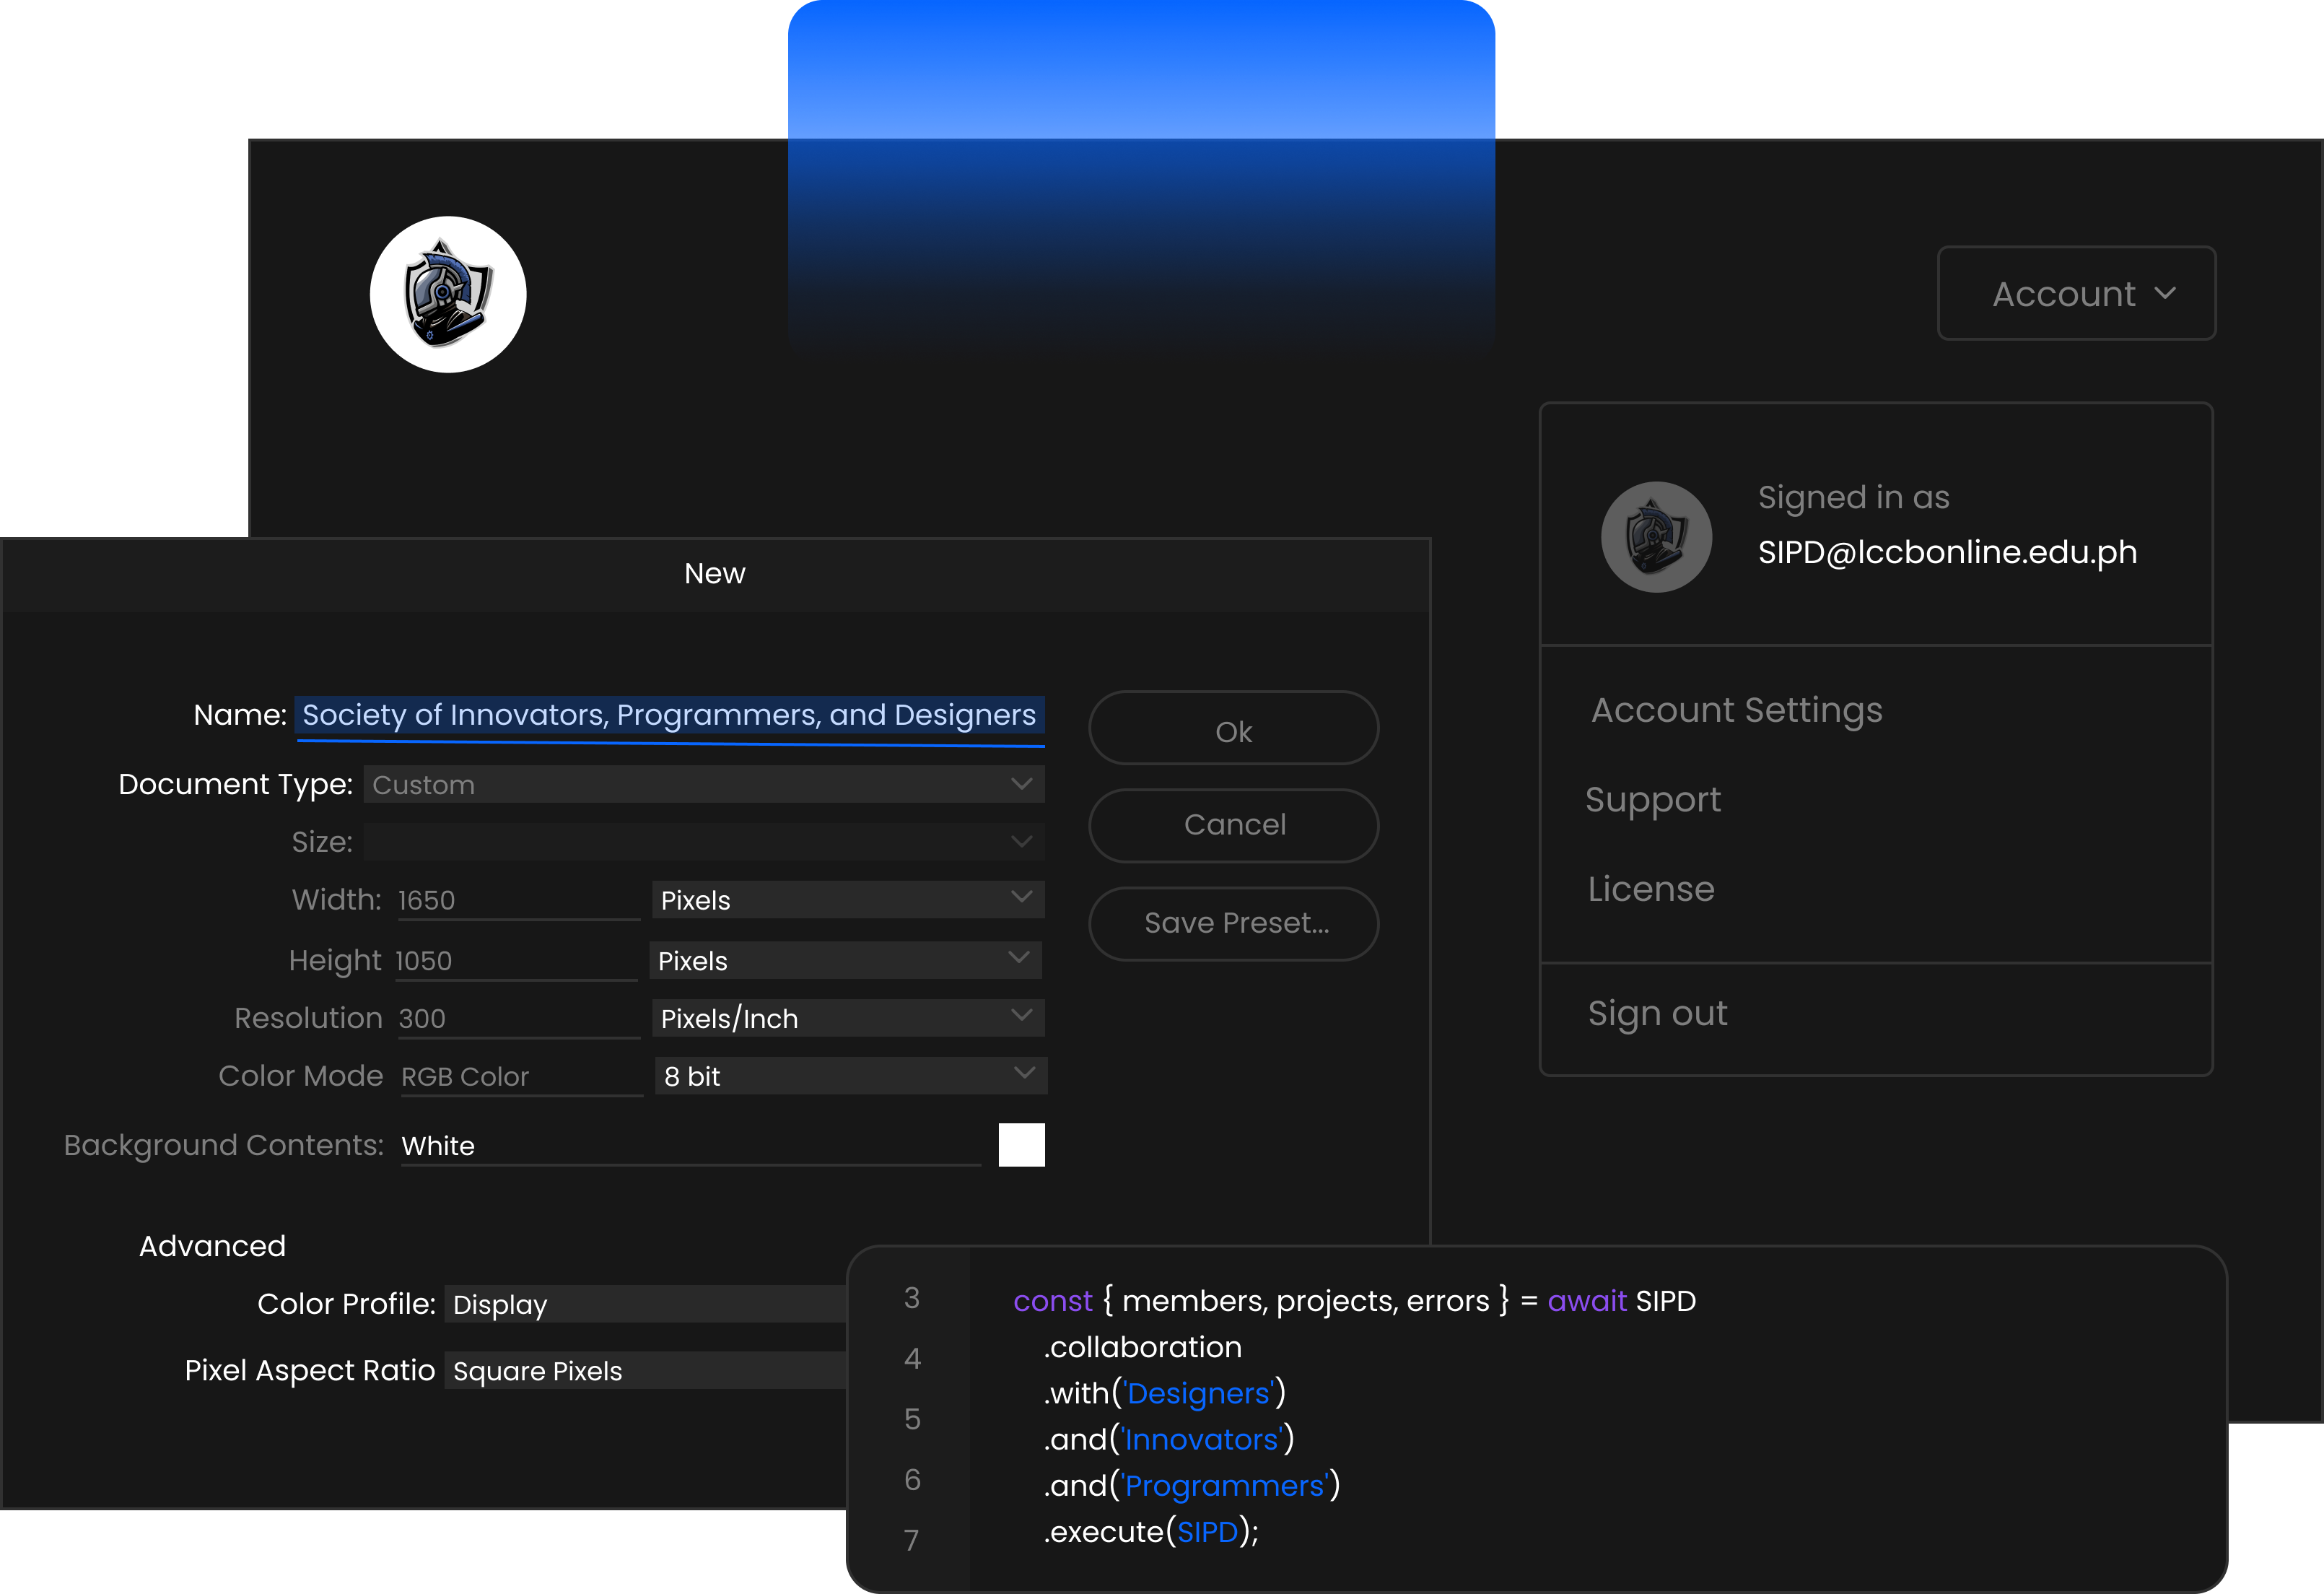 Account
Signed in as
SIPD@lccbonline.edu.ph
Account Settings
Support
License
Sign out
New
Name: Society of Innovators, Programmers, and Designers
Document Type: Custom
Size:
Width: 1650 Pixels
Height 1050 Pixels
Resolution 300 Pixels/Inch
Color Mode RGB Color 8 bit
Background Contents: White
Ok
Cancel
Save Preset...
Advanced
Color Profile: Display
Pixel Aspect Ratio Square Pixels
3
4
5
6
7
const { members, projects, errors } = await SIPD
.collaboration
.with('Designers')
.and('Innovators')
.and('Programmers')
.execute(SIPD);